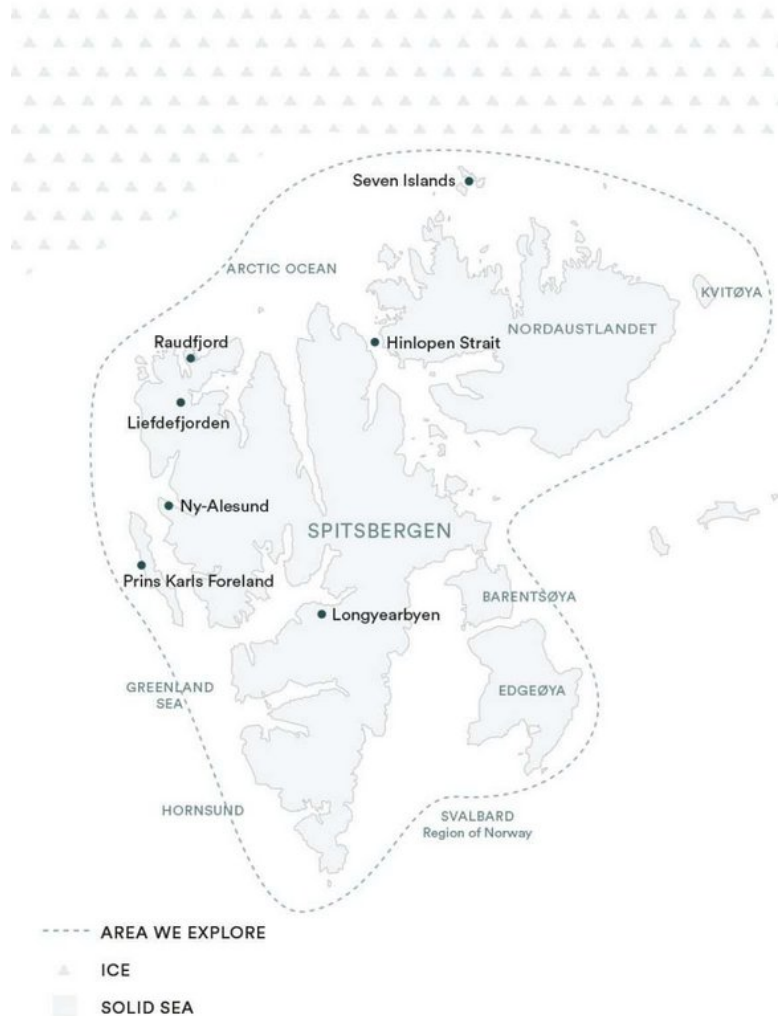 Seven Islands
ARCTIC OCEAN
KVITØYA
NORDAUSTLANDET
Raudfjord
Hinlopen Strait
Liefdefjorden
Ny-Alesund
SPITSBERGEN
Prins Karls Foreland
BARENTSØYA
Longyearbyen
GREENLAND
SEA
EDGEØYA
HORNSUND
SVALBARD
Region of Norway
AREA WE EXPLORE
ICE
SOLID SEA